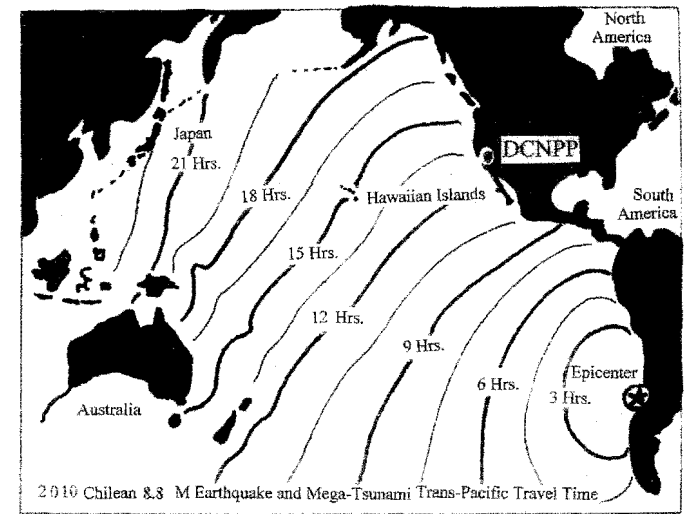 North
America
Japan
21 Hrs.
DCNPP
18 Hrs.
Hawaiian Islands
South
America
15 Hrs.
12 Hrs.
9 Hrs.
Epicenter
6 Hrs.
3 Hrs.
Australia
2010 Chilean 8.8 M Earthquake and Mega-Tsunami Trans-Pacific Travel Time